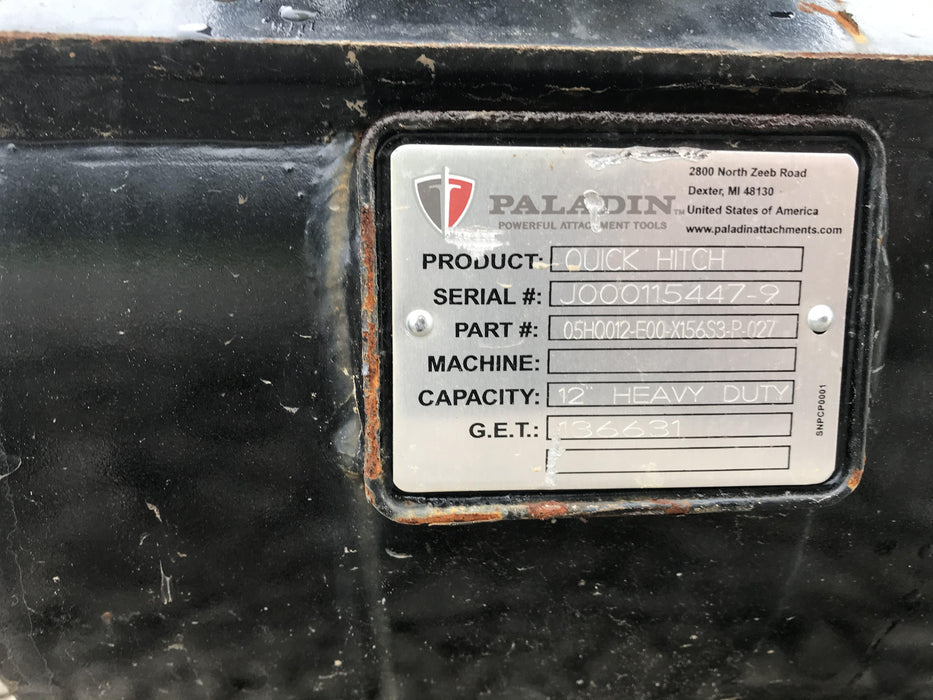 PALADIN™
POWERFUL ATTACHMENT TOOLS
2800 North Zeeb Road
Dexter, MI 48130
United States of America
www.paladinattachments.com
PRODUCT: QUICK HITCH
SERIAL #: J000115447-9
PART #: 05H0012-E00-X156S3-P-027
MACHINE:
CAPACITY: 12" HEAVY DUTY
G.E.T.: 136631
SNPCP0001